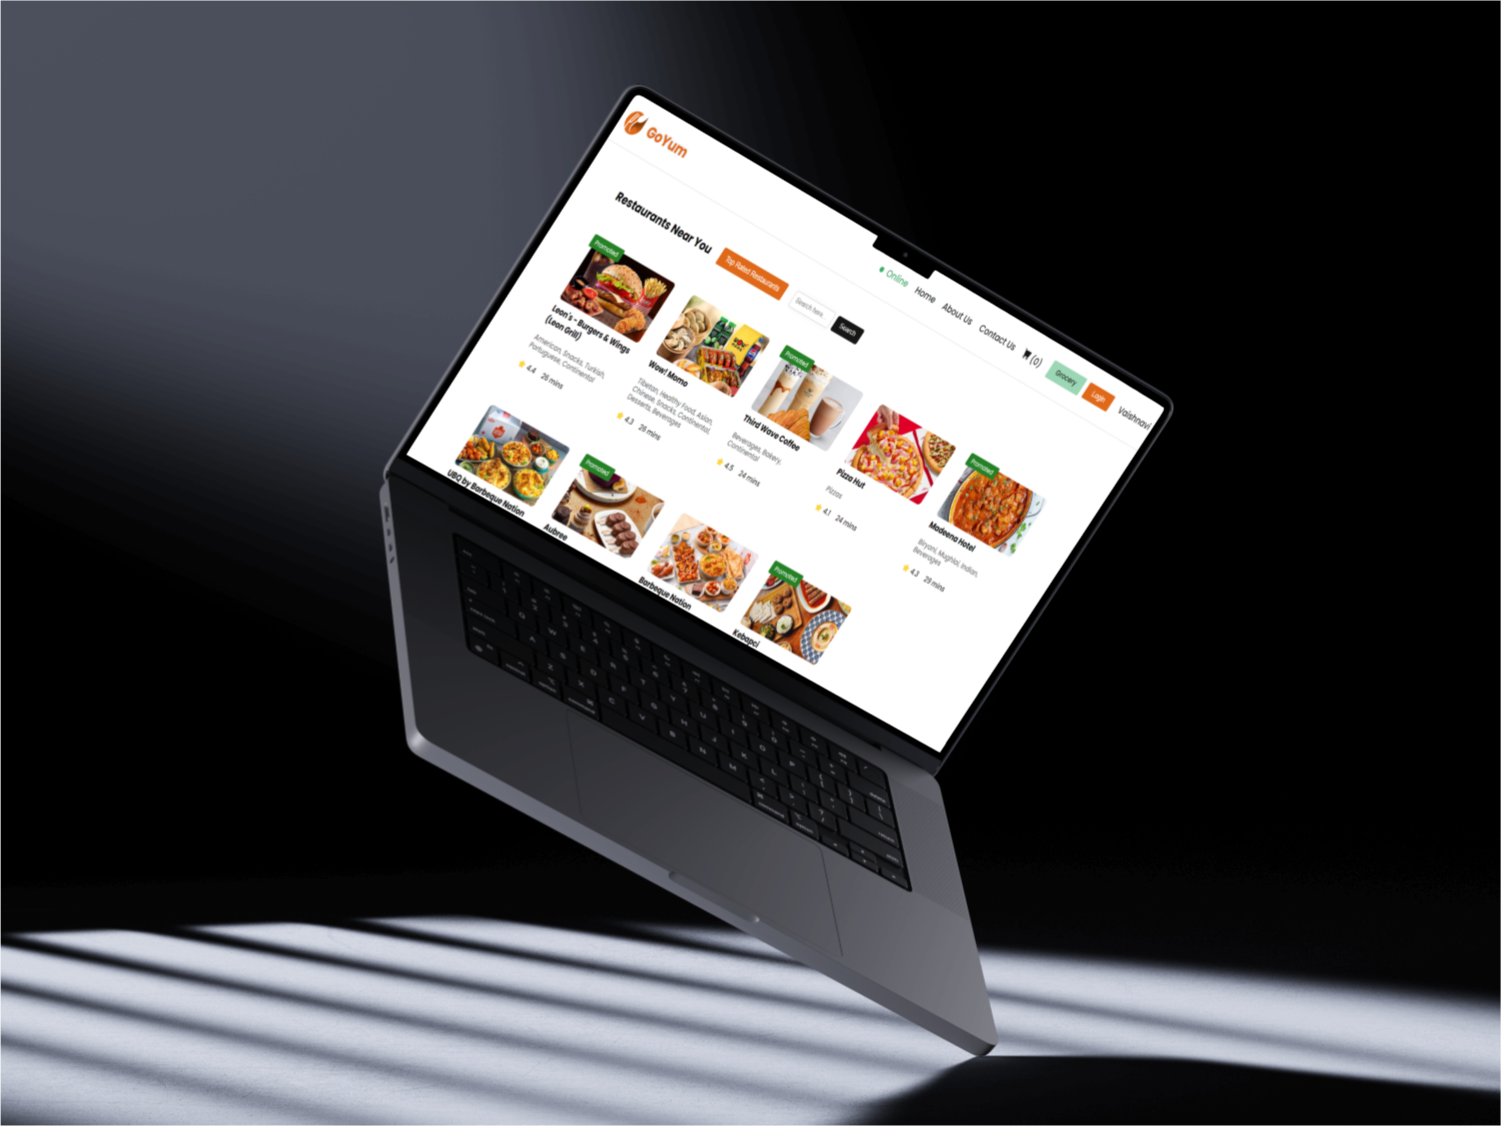 GoYum
Online Home About Us Contact Us (0) Grocery Login Vaishnavi
Restaurants Near You
Top Rated Restaurants
Search here
Search
Promoted
Leon's - Burgers & Wings
(Leon Grill)
American, Snacks, Turkish,
Portuguese, Continental
4.4 26 mins
Wow! Momo
Tibetan, Healthy Food, Asian,
Chinese, Snacks, Continental,
Desserts, Beverages
4.3 26 mins
Promoted
Third Wave Coffee
Beverages, Bakery,
Continental
4.5 24 mins
Pizza Hut
Pizzas
4.1 24 mins
Promoted
Madeena Hotel
Biryani, Mughlai, Indian,
Beverages
4.3 28 mins
UBQ by Barbeque Nation
Promoted
Aubree
Barbeque Nation
Promoted
Kebapci